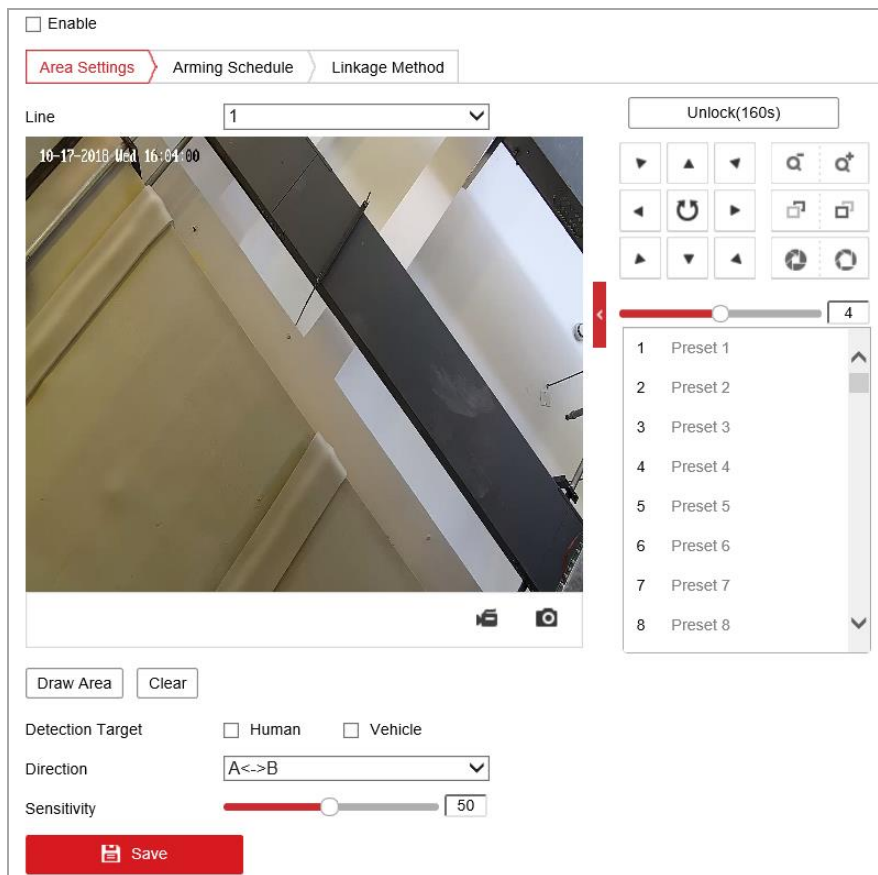 Enable
Area Settings Arming Schedule Linkage Method
Line 1
Unlock(160s)
10-17-2018 Wed 16:04:00
4
1 Preset 1
2 Preset 2
3 Preset 3
4 Preset 4
5 Preset 5
6 Preset 6
7 Preset 7
8 Preset 8
Draw Area Clear
Detection Target Human Vehicle
Direction A<->B
Sensitivity 50
Save